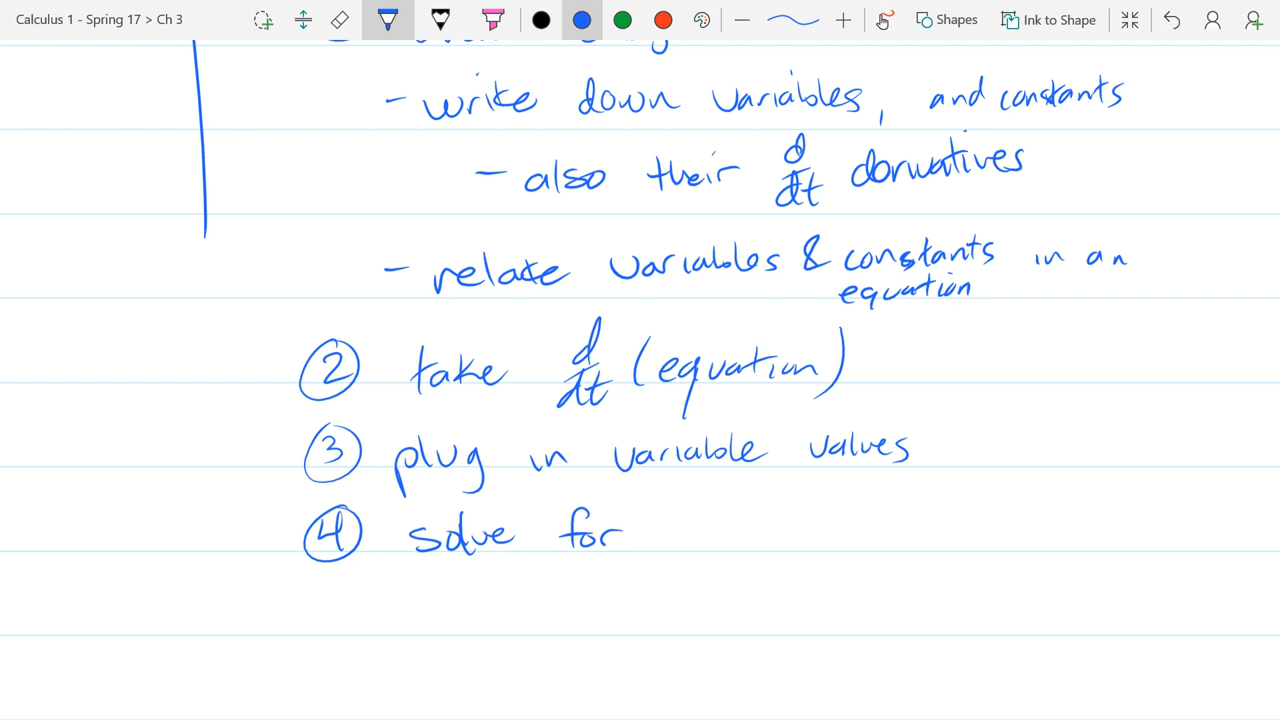 Calculus 1 - Spring 17 > Ch 3
Shapes
Ink to Shape
- write down variables, and constants
- also their d/dt dervatives
- relate variables & constants in an
equation
② take d/dt (equation)
③ plug in variable values
④ solve for